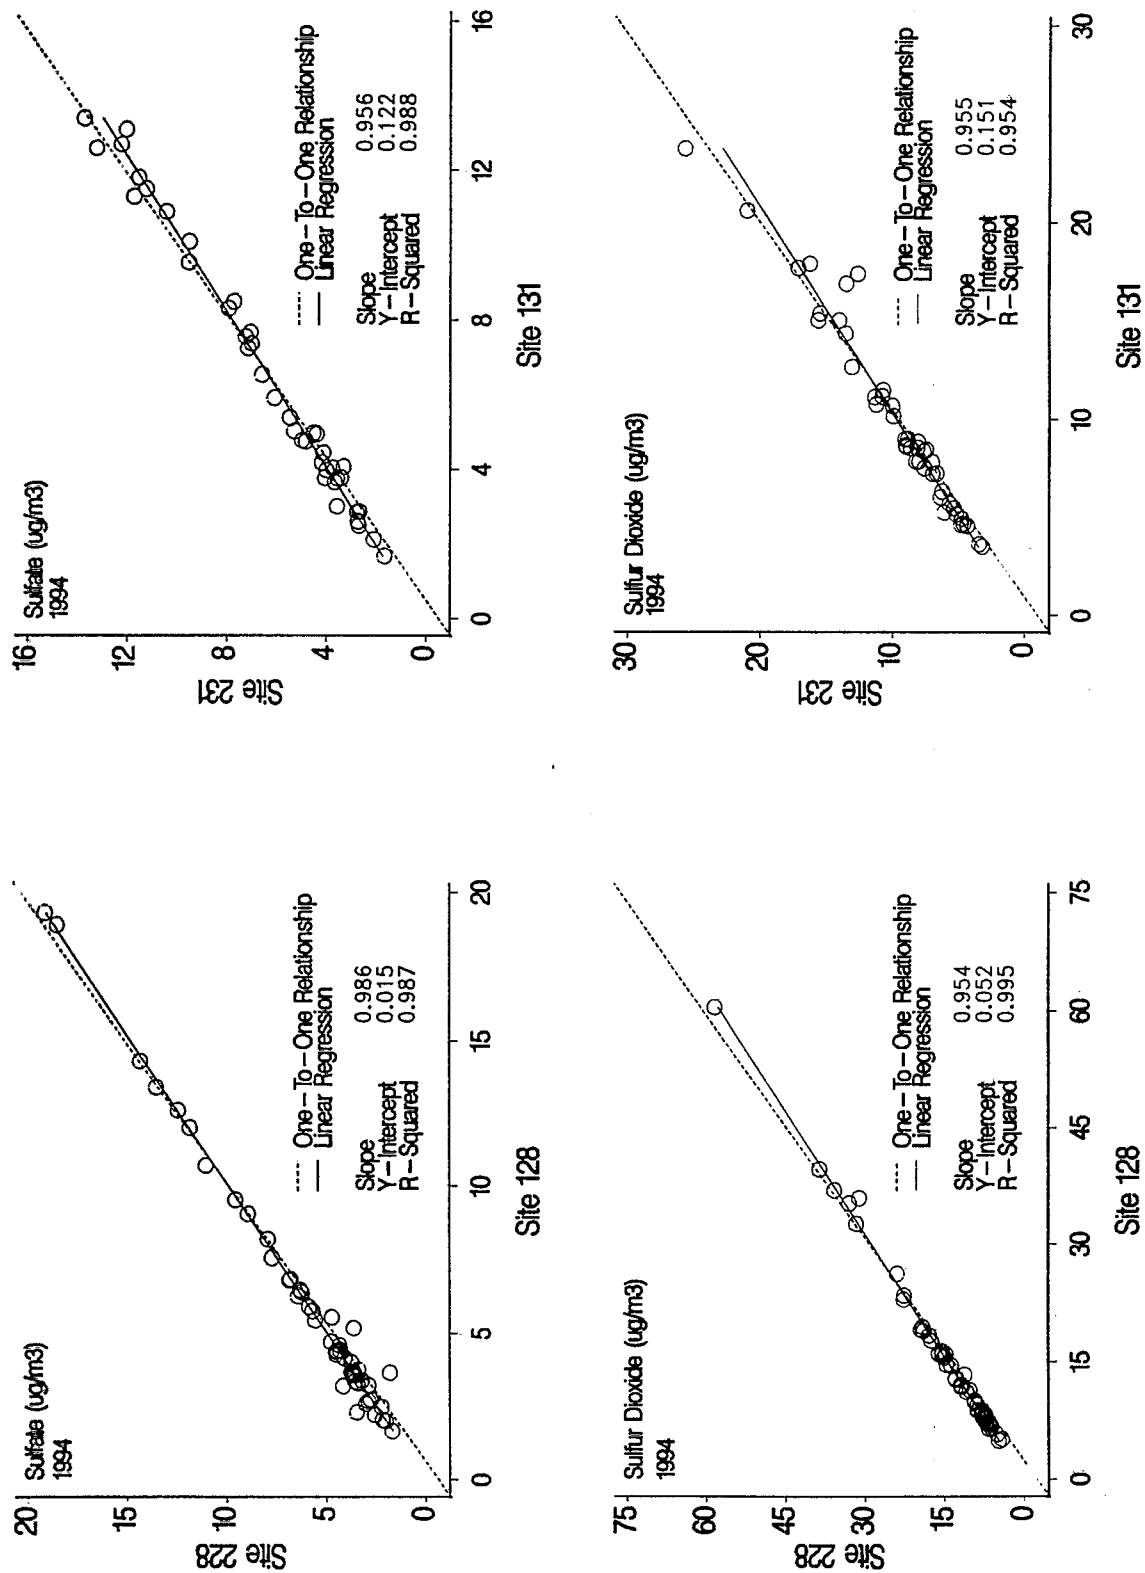 Sulfate (ug/m3)
1994
20
15
10
5
0
Site 228
0
5
10
15
20
Site 128
One-To-One Relationship
Linear Regression
Slope 0.986
Y-Intercept 0.015
R-Squared 0.987
Sulfate (ug/m3)
1994
16
12
8
4
0
Site 231
0
4
8
12
16
Site 131
One-To-One Relationship
Linear Regression
Slope 0.956
Y-Intercept 0.122
R-Squared 0.988
Sulfur Dioxide (ug/m3)
1994
75
60
45
30
15
0
Site 228
0
15
30
45
60
75
Site 128
One-To-One Relationship
Linear Regression
Slope 0.954
Y-Intercept 0.052
R-Squared 0.995
Sulfur Dioxide (ug/m3)
1994
30
20
10
0
Site 231
0
10
20
30
Site 131
One-To-One Relationship
Linear Regression
Slope 0.955
Y-Intercept 0.151
R-Squared 0.954